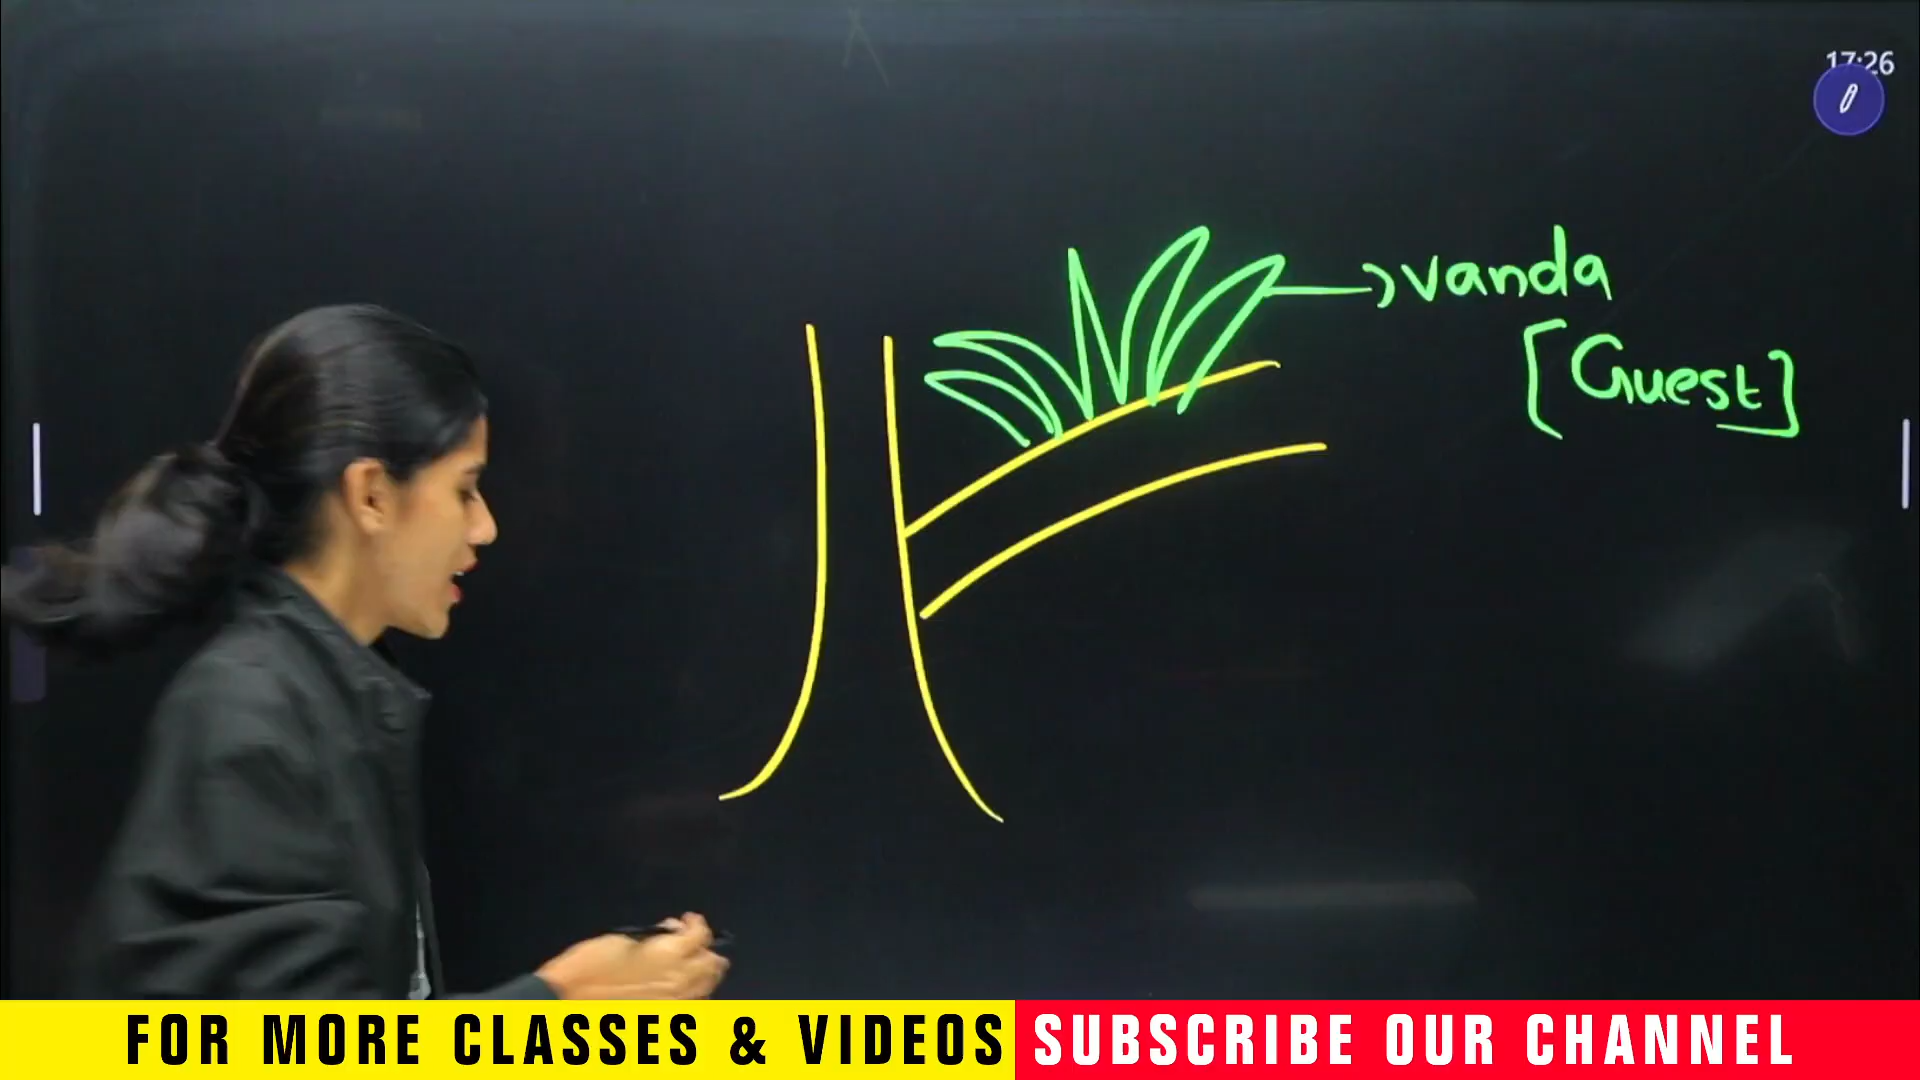 17:26
vanda
[Guest]
FOR MORE CLASSES & VIDEOS SUBSCRIBE OUR CHANNEL